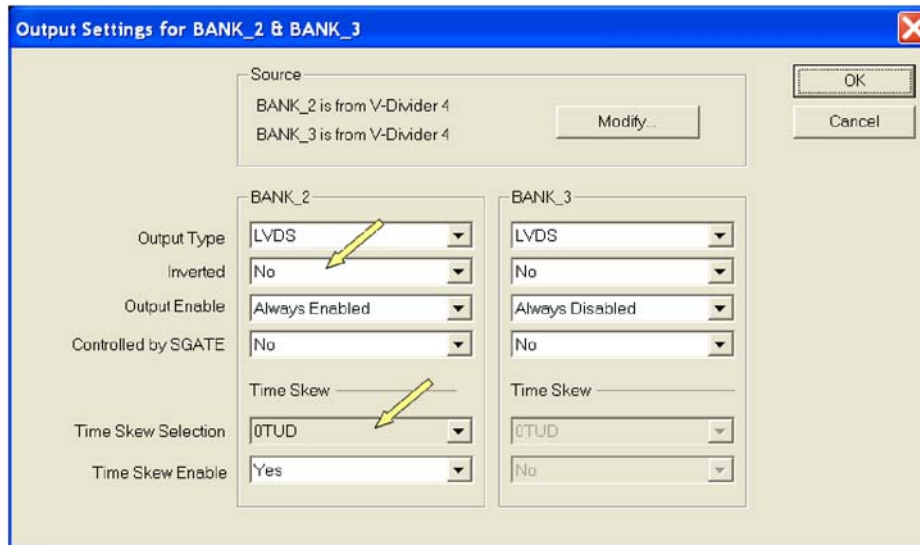 Output Settings for BANK_2 & BANK_3
Source
BANK_2 is from V-Divider 4
BANK_3 is from V-Divider 4
Modify...
OK
Cancel
BANK_2 BANK_3
Output Type LVDS LVDS
Inverted No No
Output Enable Always Enabled Always Disabled
Controlled by SGATE No No
Time Skew Time Skew
Time Skew Selection 0TUD 0TUD
Time Skew Enable Yes No